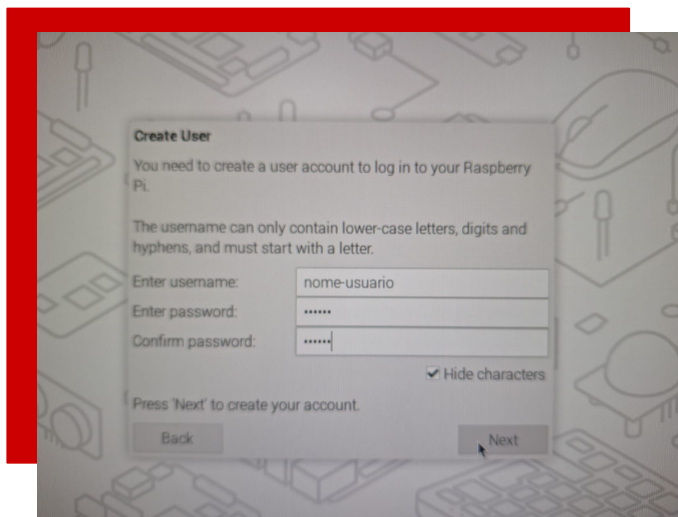 Create User
You need to create a user account to log in to your Raspberry
Pi.
The username can only contain lower-case letters, digits and
hyphens, and must start with a letter.
Enter username:
nome-usuario
Enter password:
••••••
Confirm password:
••••••
Hide characters
Press 'Next' to create your account.
Back
Next